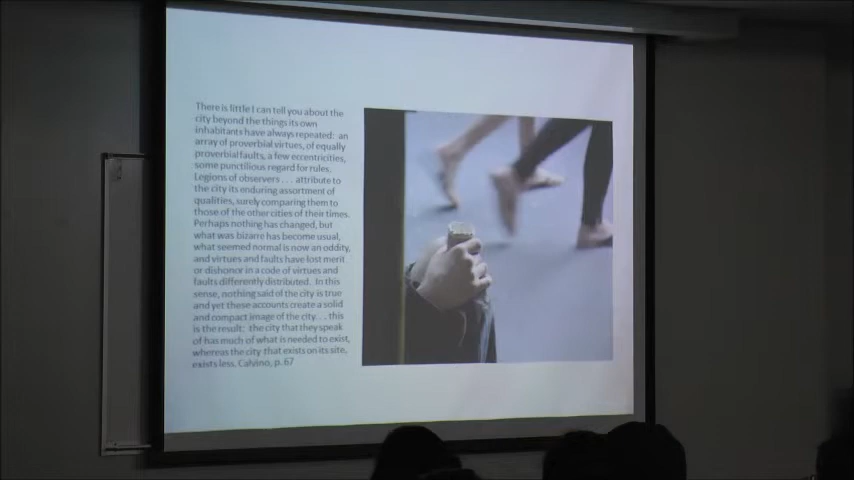 There is little I can tell you about the
city beyond the things its own
inhabitants have always repeated: an
array of proverbial virtues, of equally
proverbial faults, a few eccentricities,
some punctilious regard for rules.
Legions of observers . . . attribute to
the city its enduring assortment of
qualities, surely comparing them to
those of the other cities of their times.
Perhaps nothing has changed, but
what was bizarre has become usual,
what seemed normal is now an oddity,
and virtues and faults have lost merit
or dishonor in a code of virtues and
faults differently distributed. In this
sense, nothing said of the city is true
and yet these accounts create a solid
and compact image of the city. . . this
is the result: the city that they speak
of has much of what is needed to exist,
whereas the city that exists on its site,
exists less. Calvino, p. 67